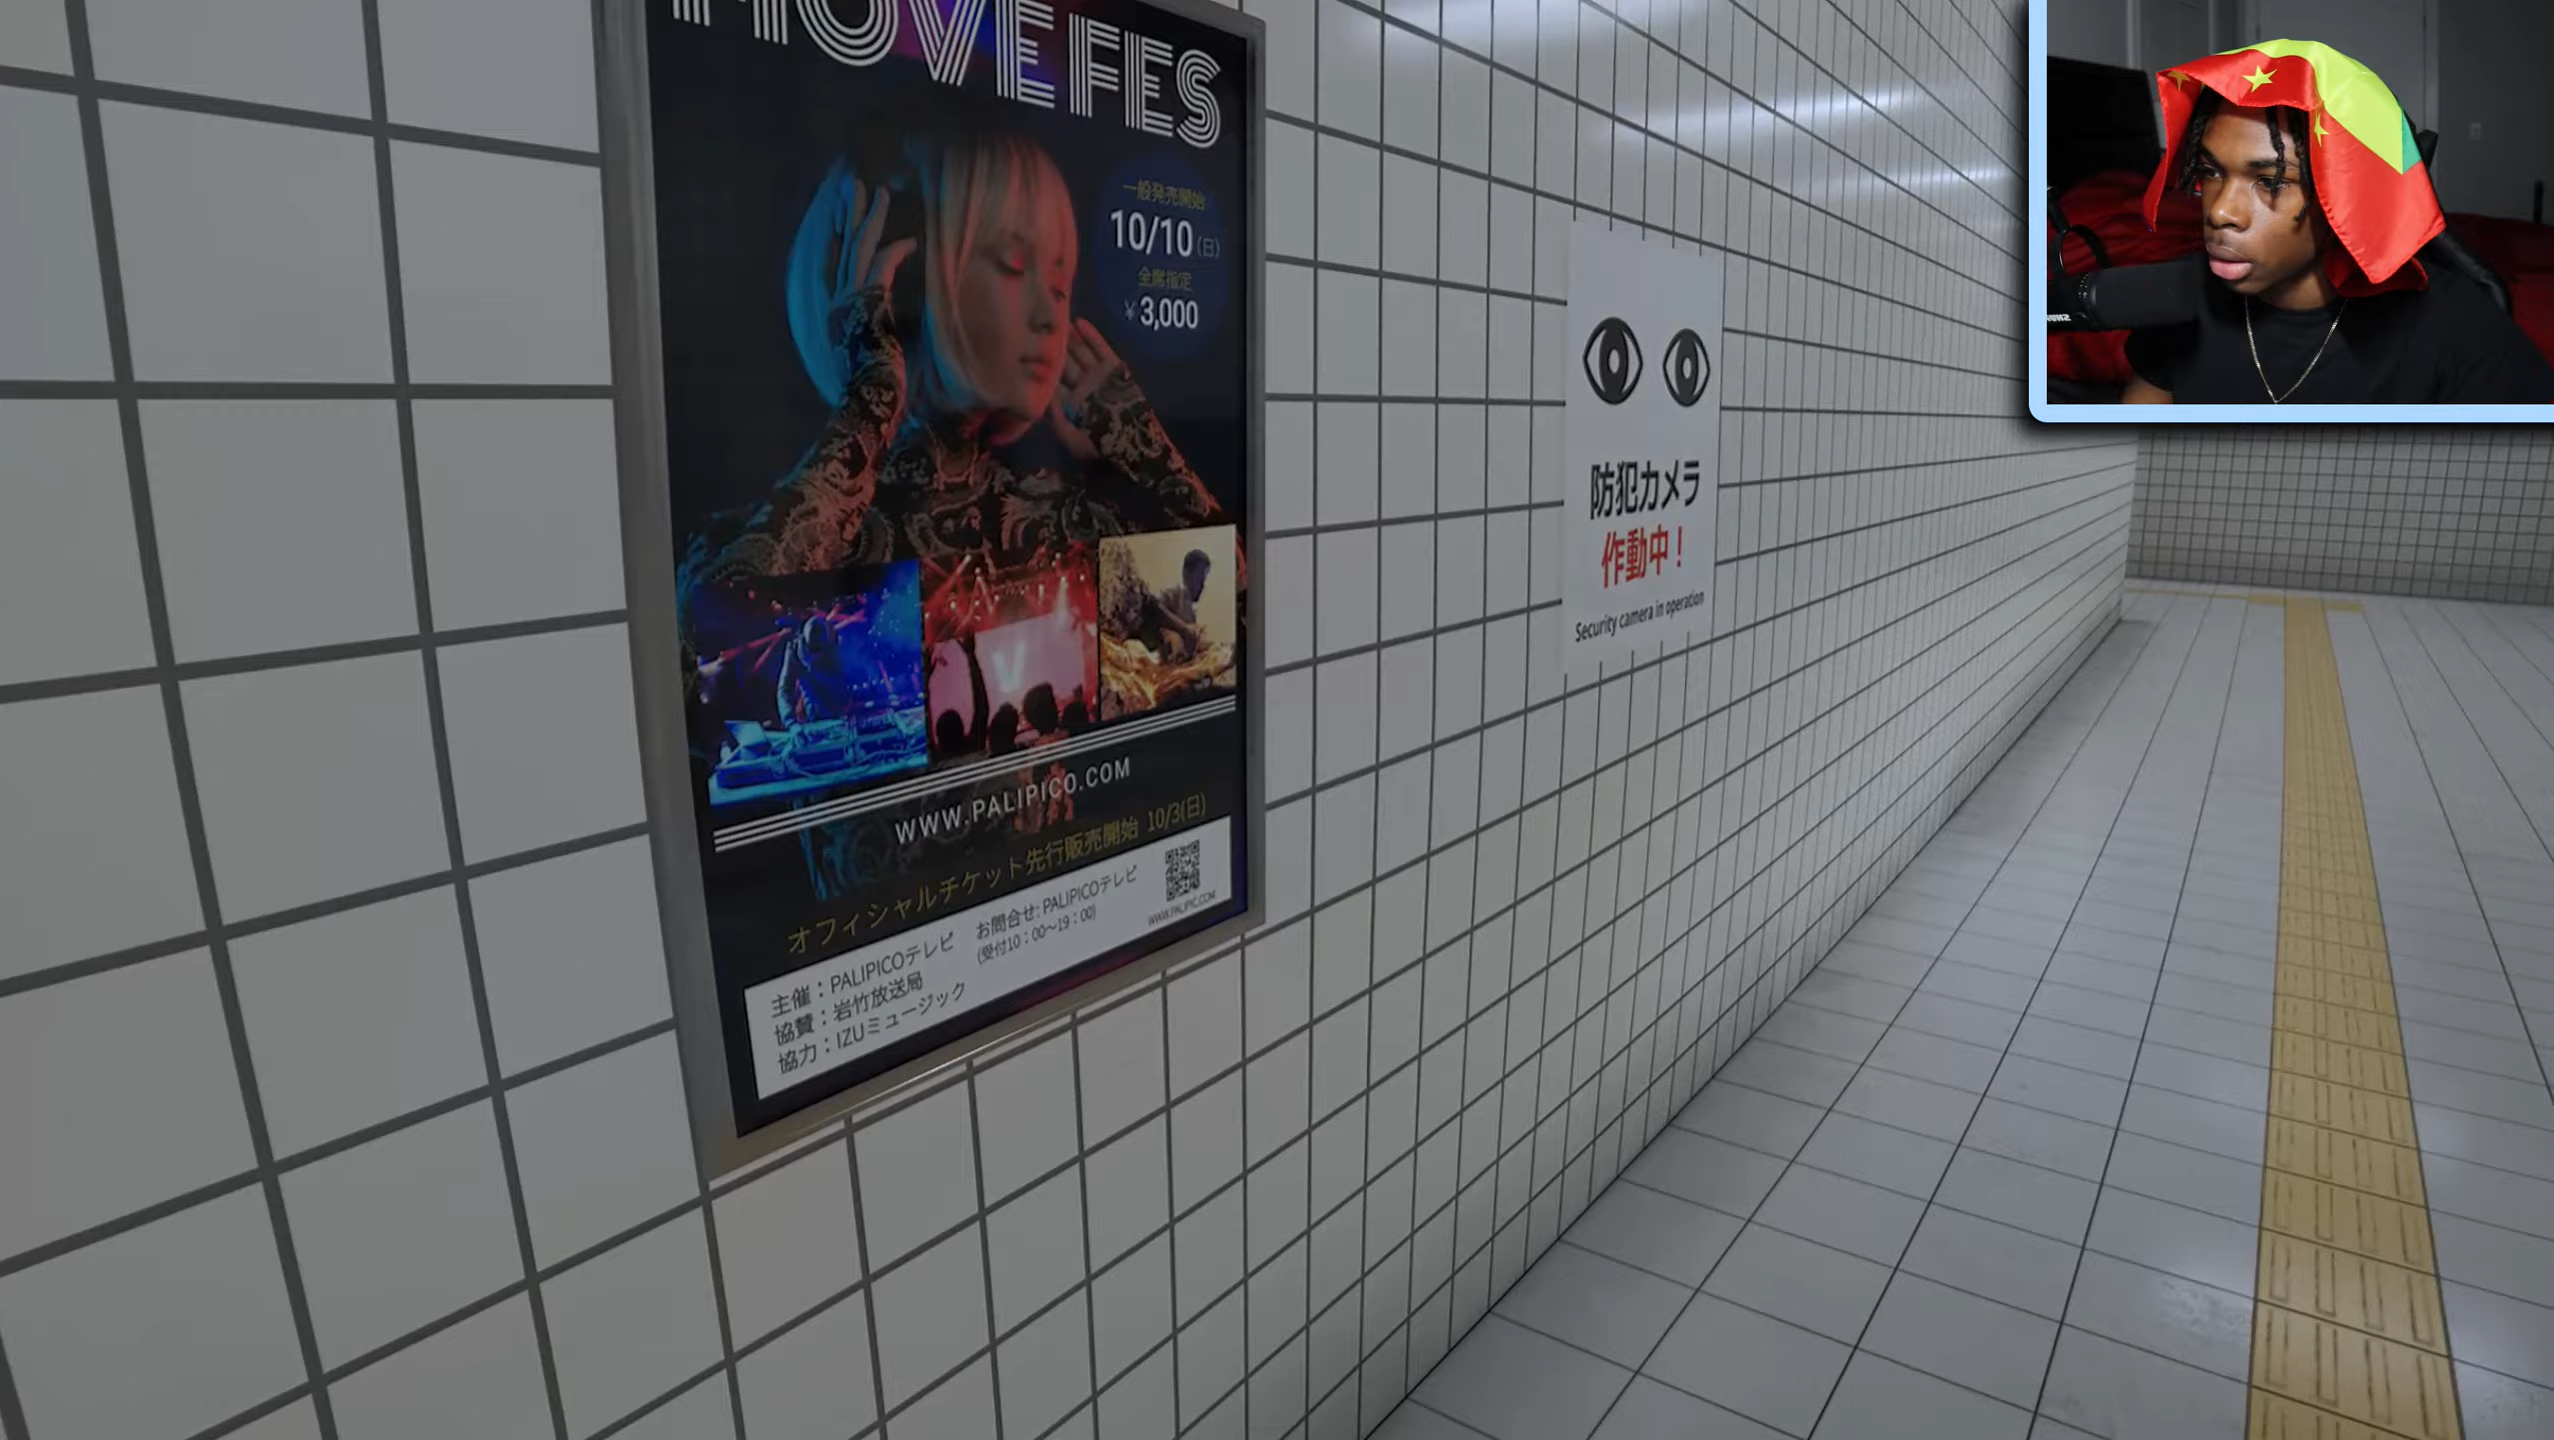 MOVE FES
一般発売開始
10/10(日)
全席指定
¥3,000
WWW.PALIPICO.COM
オフィシャルチケット先行販売開始 10/3(日)
主催：PALIPICOテレビ
協賛：岩竹放送局
協力：IZUミュージック
お問合せ: PALIPICOテレビ
(受付10：00〜19：00)
WWW.PALIPIC.COM
防犯カメラ
作動中！
Security camera in operation